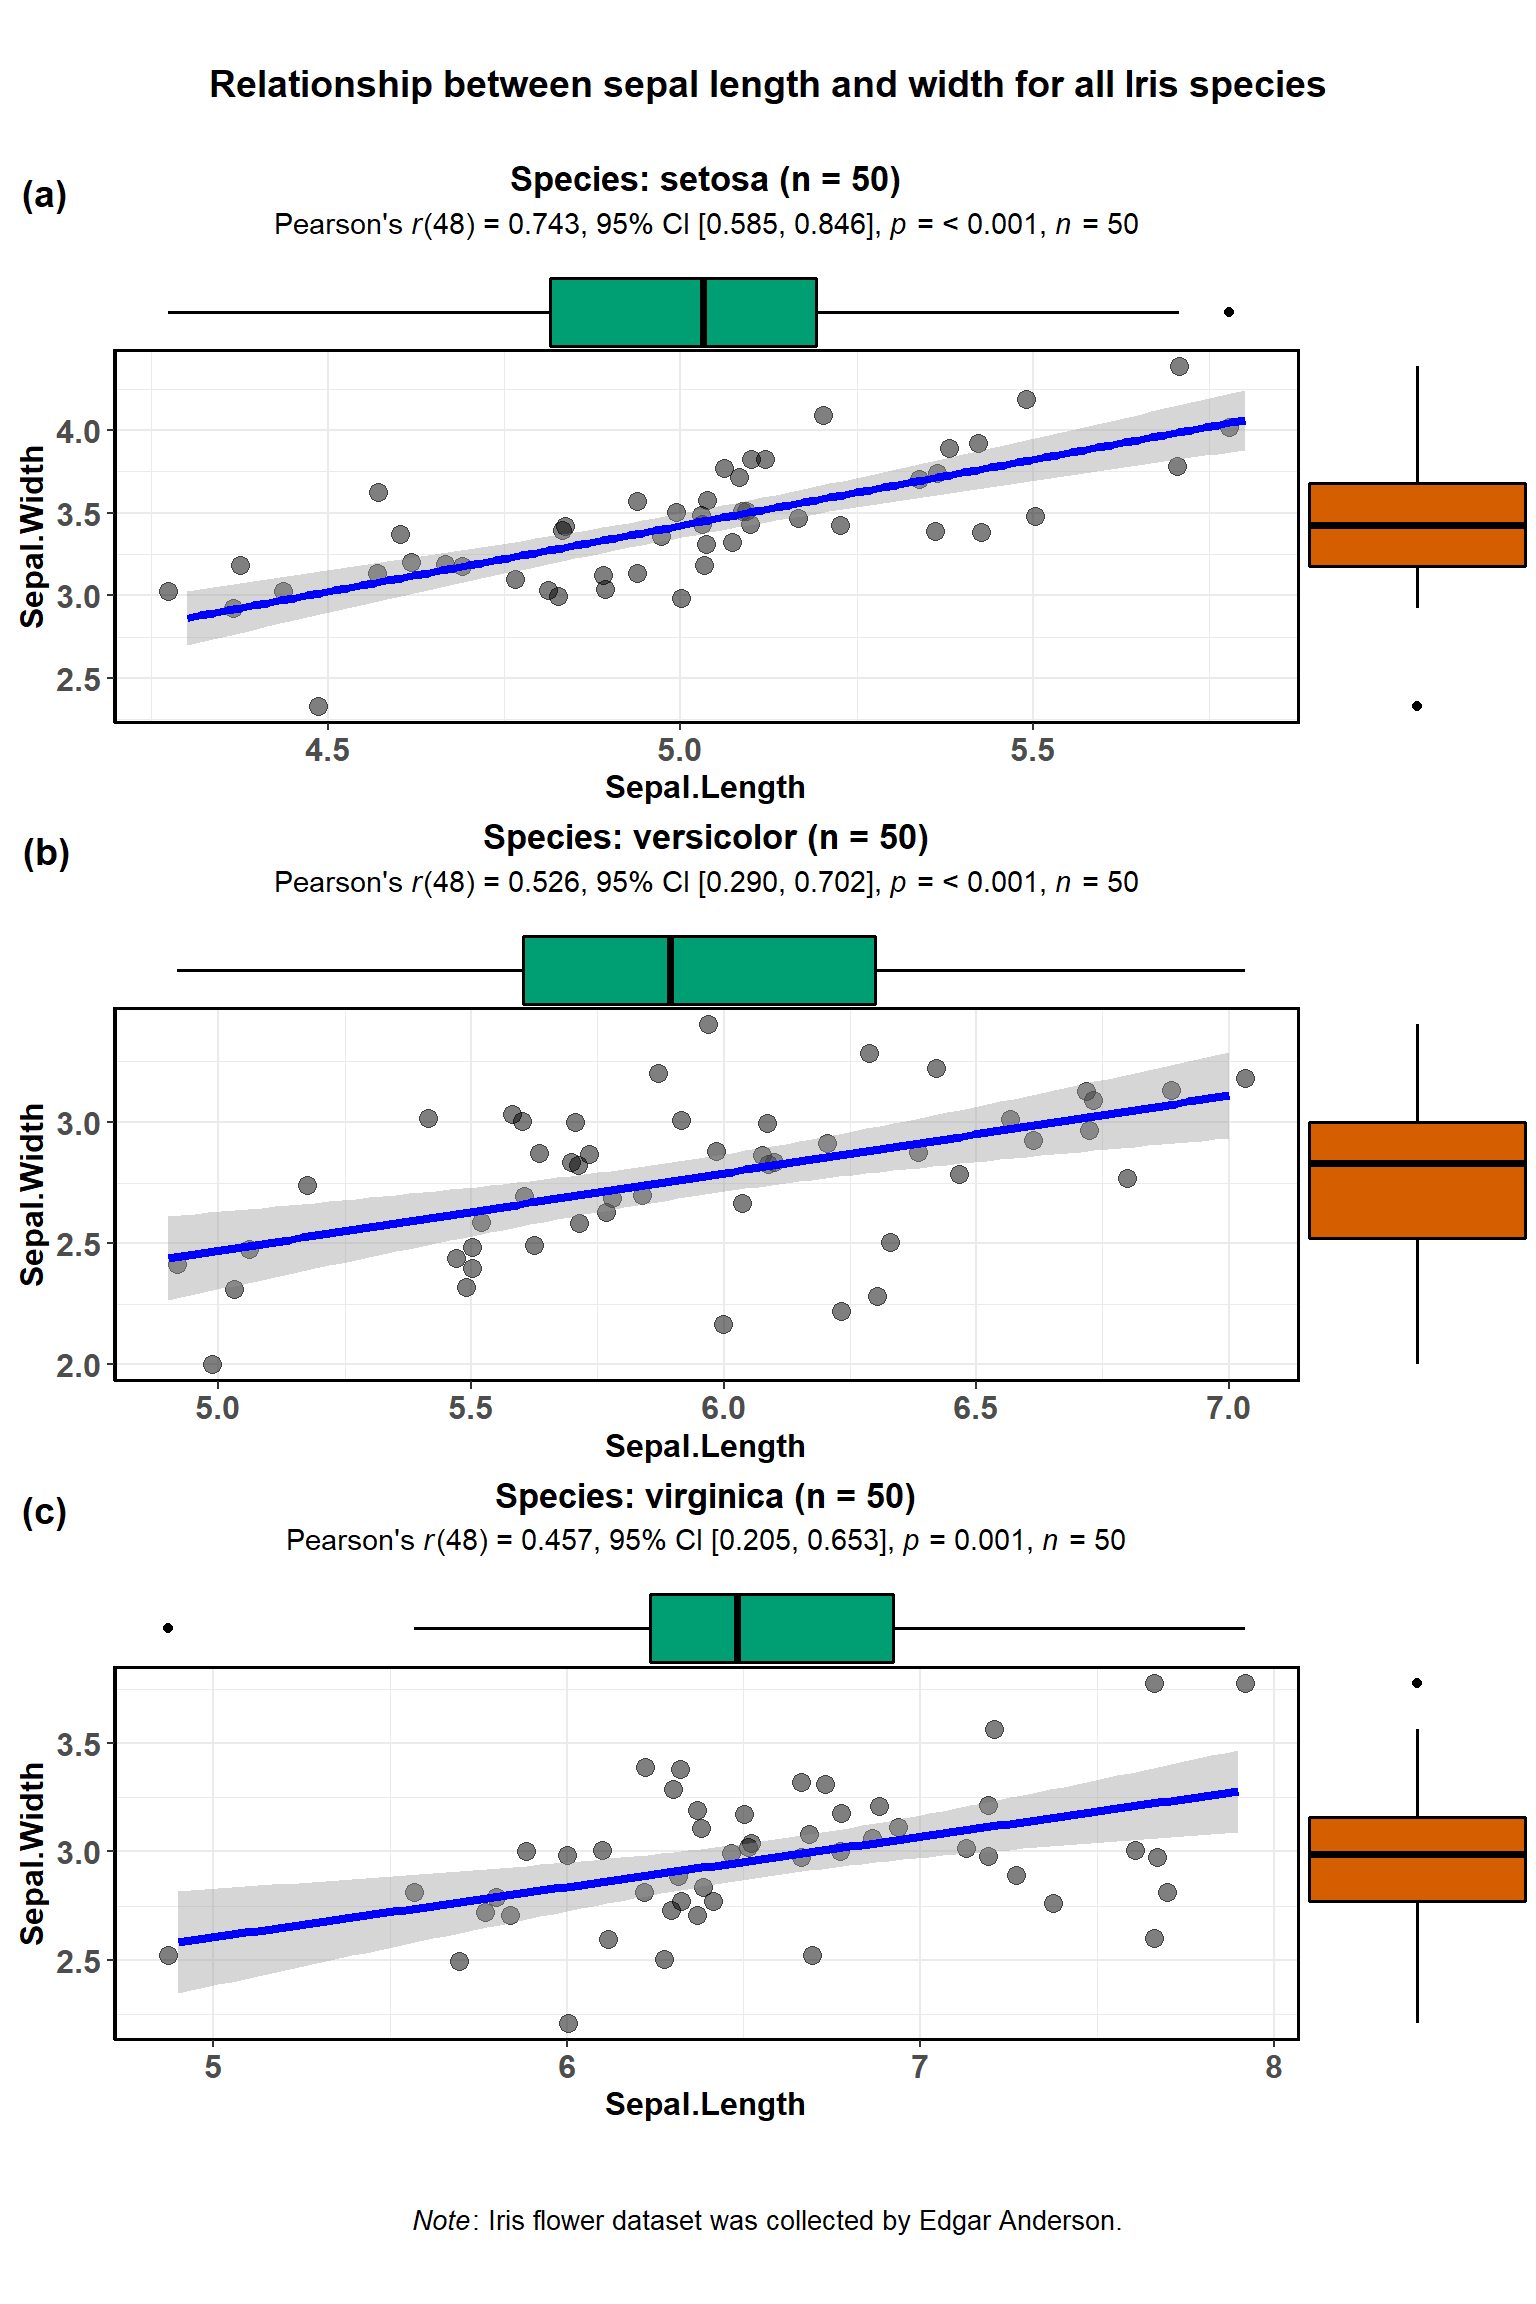 Relationship between sepal length and width for all Iris species
(a)
Species: setosa (n = 50)
Pearson's r(48) = 0.743, 95% CI [0.585, 0.846], p = < 0.001, n = 50
Sepal.Width
4.0
3.5
3.0
2.5
4.5 5.0 5.5
Sepal.Length
(b)
Species: versicolor (n = 50)
Pearson's r(48) = 0.526, 95% CI [0.290, 0.702], p = < 0.001, n = 50
Sepal.Width
3.0
2.5
2.0
5.0 5.5 6.0 6.5 7.0
Sepal.Length
(c)
Species: virginica (n = 50)
Pearson's r(48) = 0.457, 95% CI [0.205, 0.653], p = 0.001, n = 50
Sepal.Width
3.5
3.0
2.5
5 6 7 8
Sepal.Length
Note: Iris flower dataset was collected by Edgar Anderson.